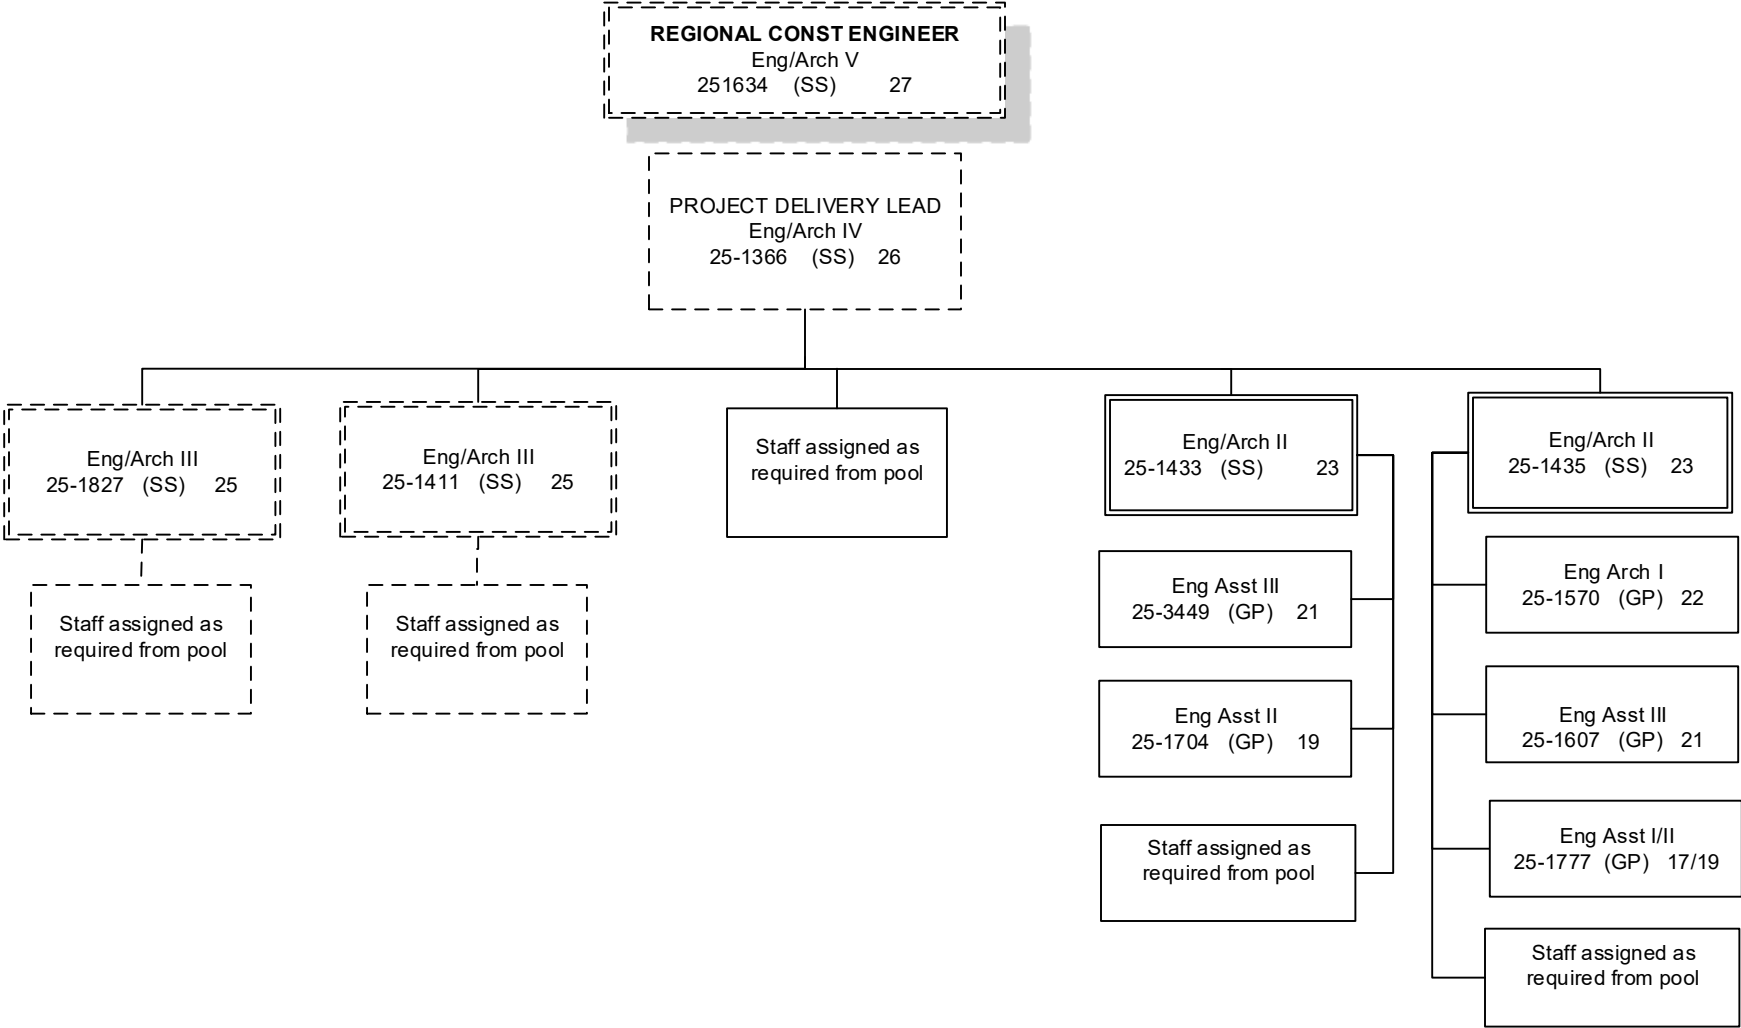 REGIONAL CONST ENGINEER
Eng/Arch V
251634 (SS) 27
PROJECT DELIVERY LEAD
Eng/Arch IV
25-1366 (SS) 26
Eng/Arch III
25-1827 (SS) 25
Staff assigned as
required from pool
Eng/Arch III
25-1411 (SS) 25
Staff assigned as
required from pool
Staff assigned as
required from pool
Eng/Arch II
25-1433 (SS) 23
Eng Asst III
25-3449 (GP) 21
Eng Asst II
25-1704 (GP) 19
Staff assigned as
required from pool
Eng/Arch II
25-1435 (SS) 23
Eng Arch I
25-1570 (GP) 22
Eng Asst III
25-1607 (GP) 21
Eng Asst I/II
25-1777 (GP) 17/19
Staff assigned as
required from pool